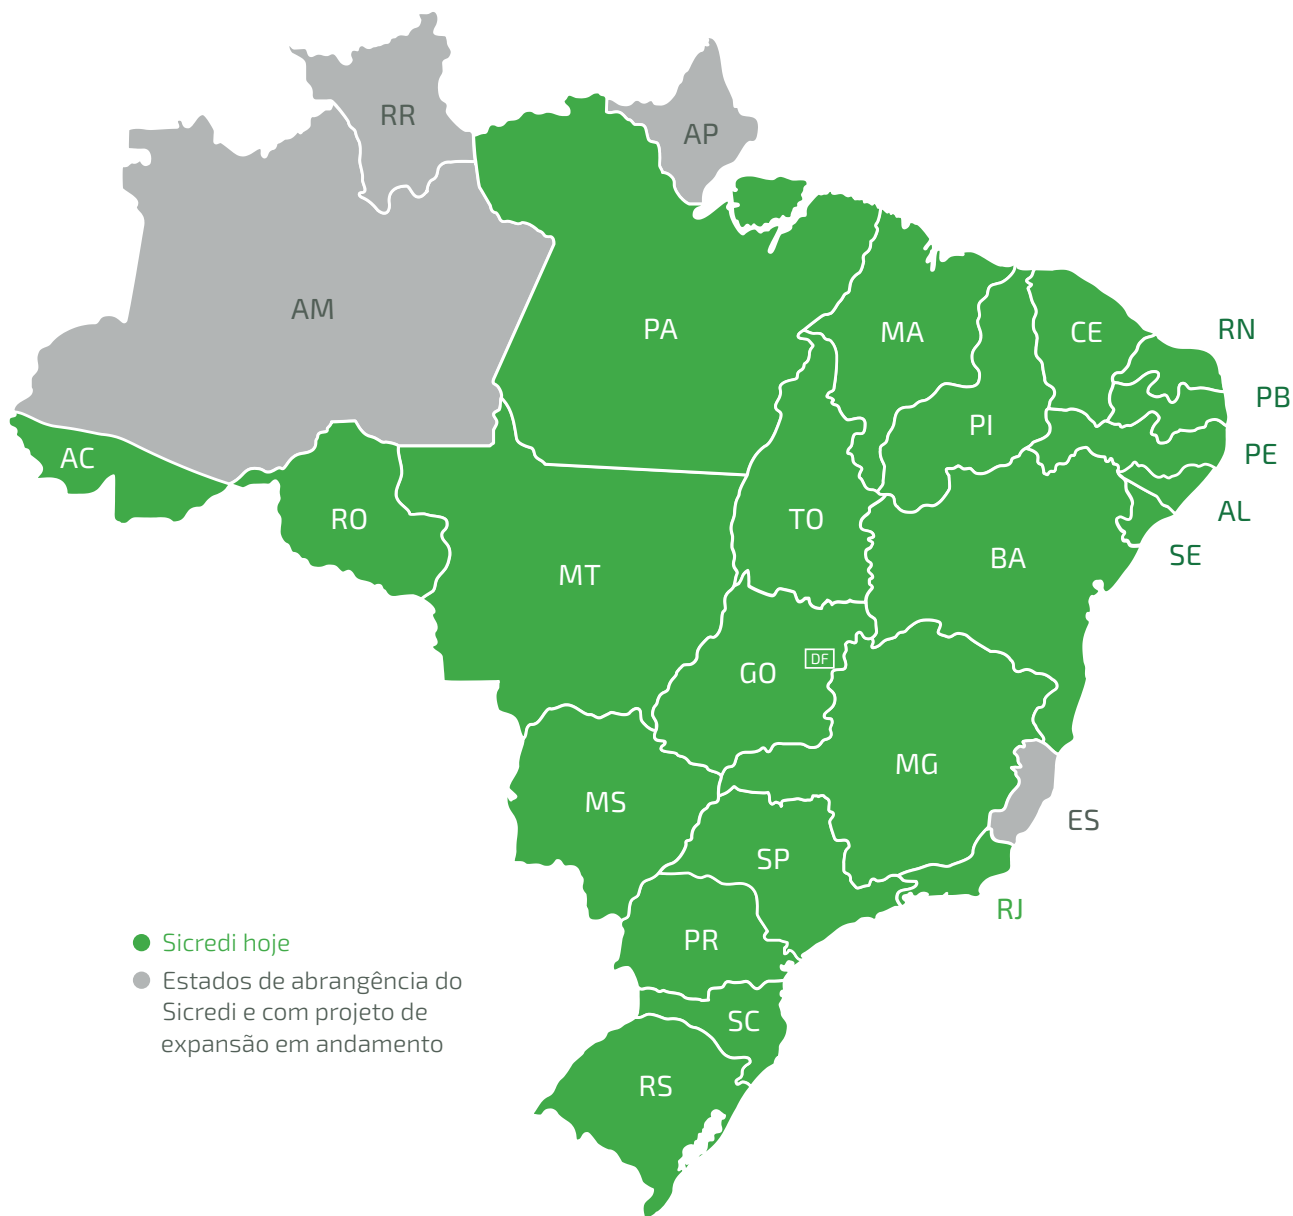 RR
AP
AM
PA
MA
CE
RN
PB
PI
PE
AC
AL
RO
TO
SE
BA
MT
GO
DF
MG
MS
ES
SP
RJ
PR
Sicredi hoje
Estados de abrangência do
Sicredi e com projeto de
expansão em andamento
SC
RS